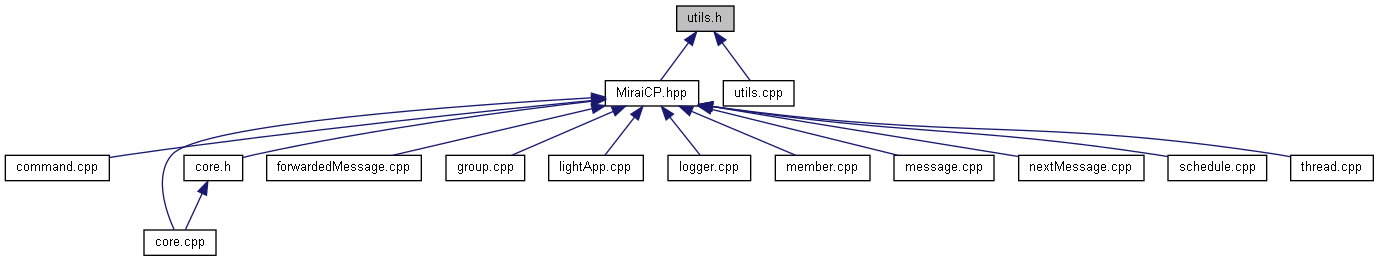 utils.h
MiraiCP.hpp
utils.cpp
command.cpp
core.h
forwardedMessage.cpp
group.cpp
lightApp.cpp
logger.cpp
member.cpp
message.cpp
nextMessage.cpp
schedule.cpp
thread.cpp
core.cpp